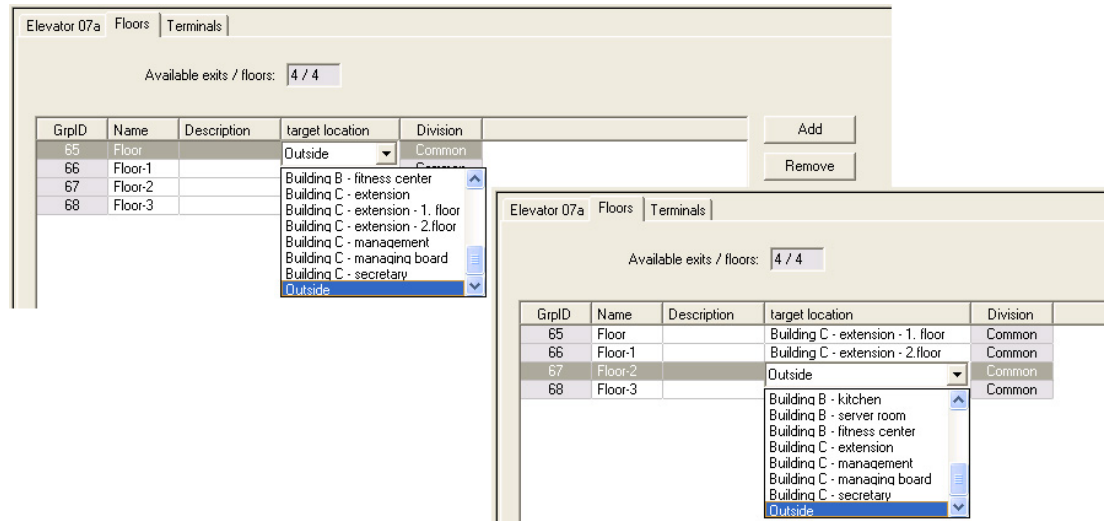 Elevator 07a Floors Terminals
Available exits / floors: 4 / 4
GrpID Name Description target location Division
65 Floor Outside Common
66 Floor-1 Common
67 Floor-2
68 Floor-3
Building B - fitness center
Building C - extension
Building C - extension - 1. floor
Building C - extension - 2.floor
Building C - management
Building C - managing board
Building C - secretary
Outside
Add
Remove
Elevator 07a Floors Terminals
Available exits / floors: 4 / 4
GrpID Name Description target location Division
65 Floor Building C - extension - 1. floor Common
66 Floor-1 Building C - extension - 2.floor Common
67 Floor-2 Outside Common
68 Floor-3 Common
Building B - kitchen
Building B - server room
Building B - fitness center
Building C - extension
Building C - management
Building C - managing board
Building C - secretary
Outside